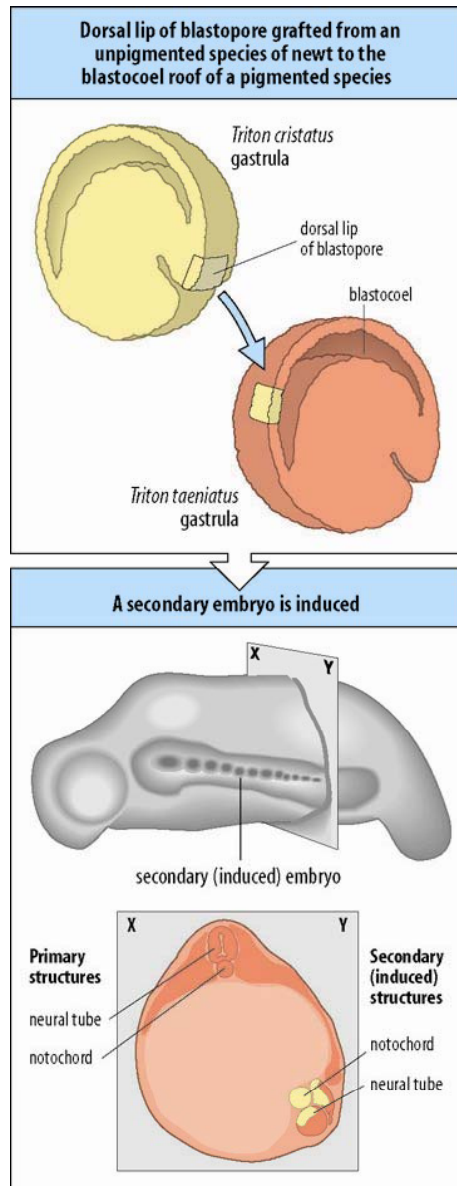 Dorsal lip of blastopore grafted from an
unpigmented species of newt to the
blastocoel roof of a pigmented species
Triton cristatus
gastrula
dorsal lip
of blastopore
blastocoel
Triton taeniatus
gastrula
A secondary embryo is induced
X
Y
secondary (induced) embryo
X
Y
Primary
structures
neural tube
notochord
Secondary
(induced)
structures
notochord
neural tube